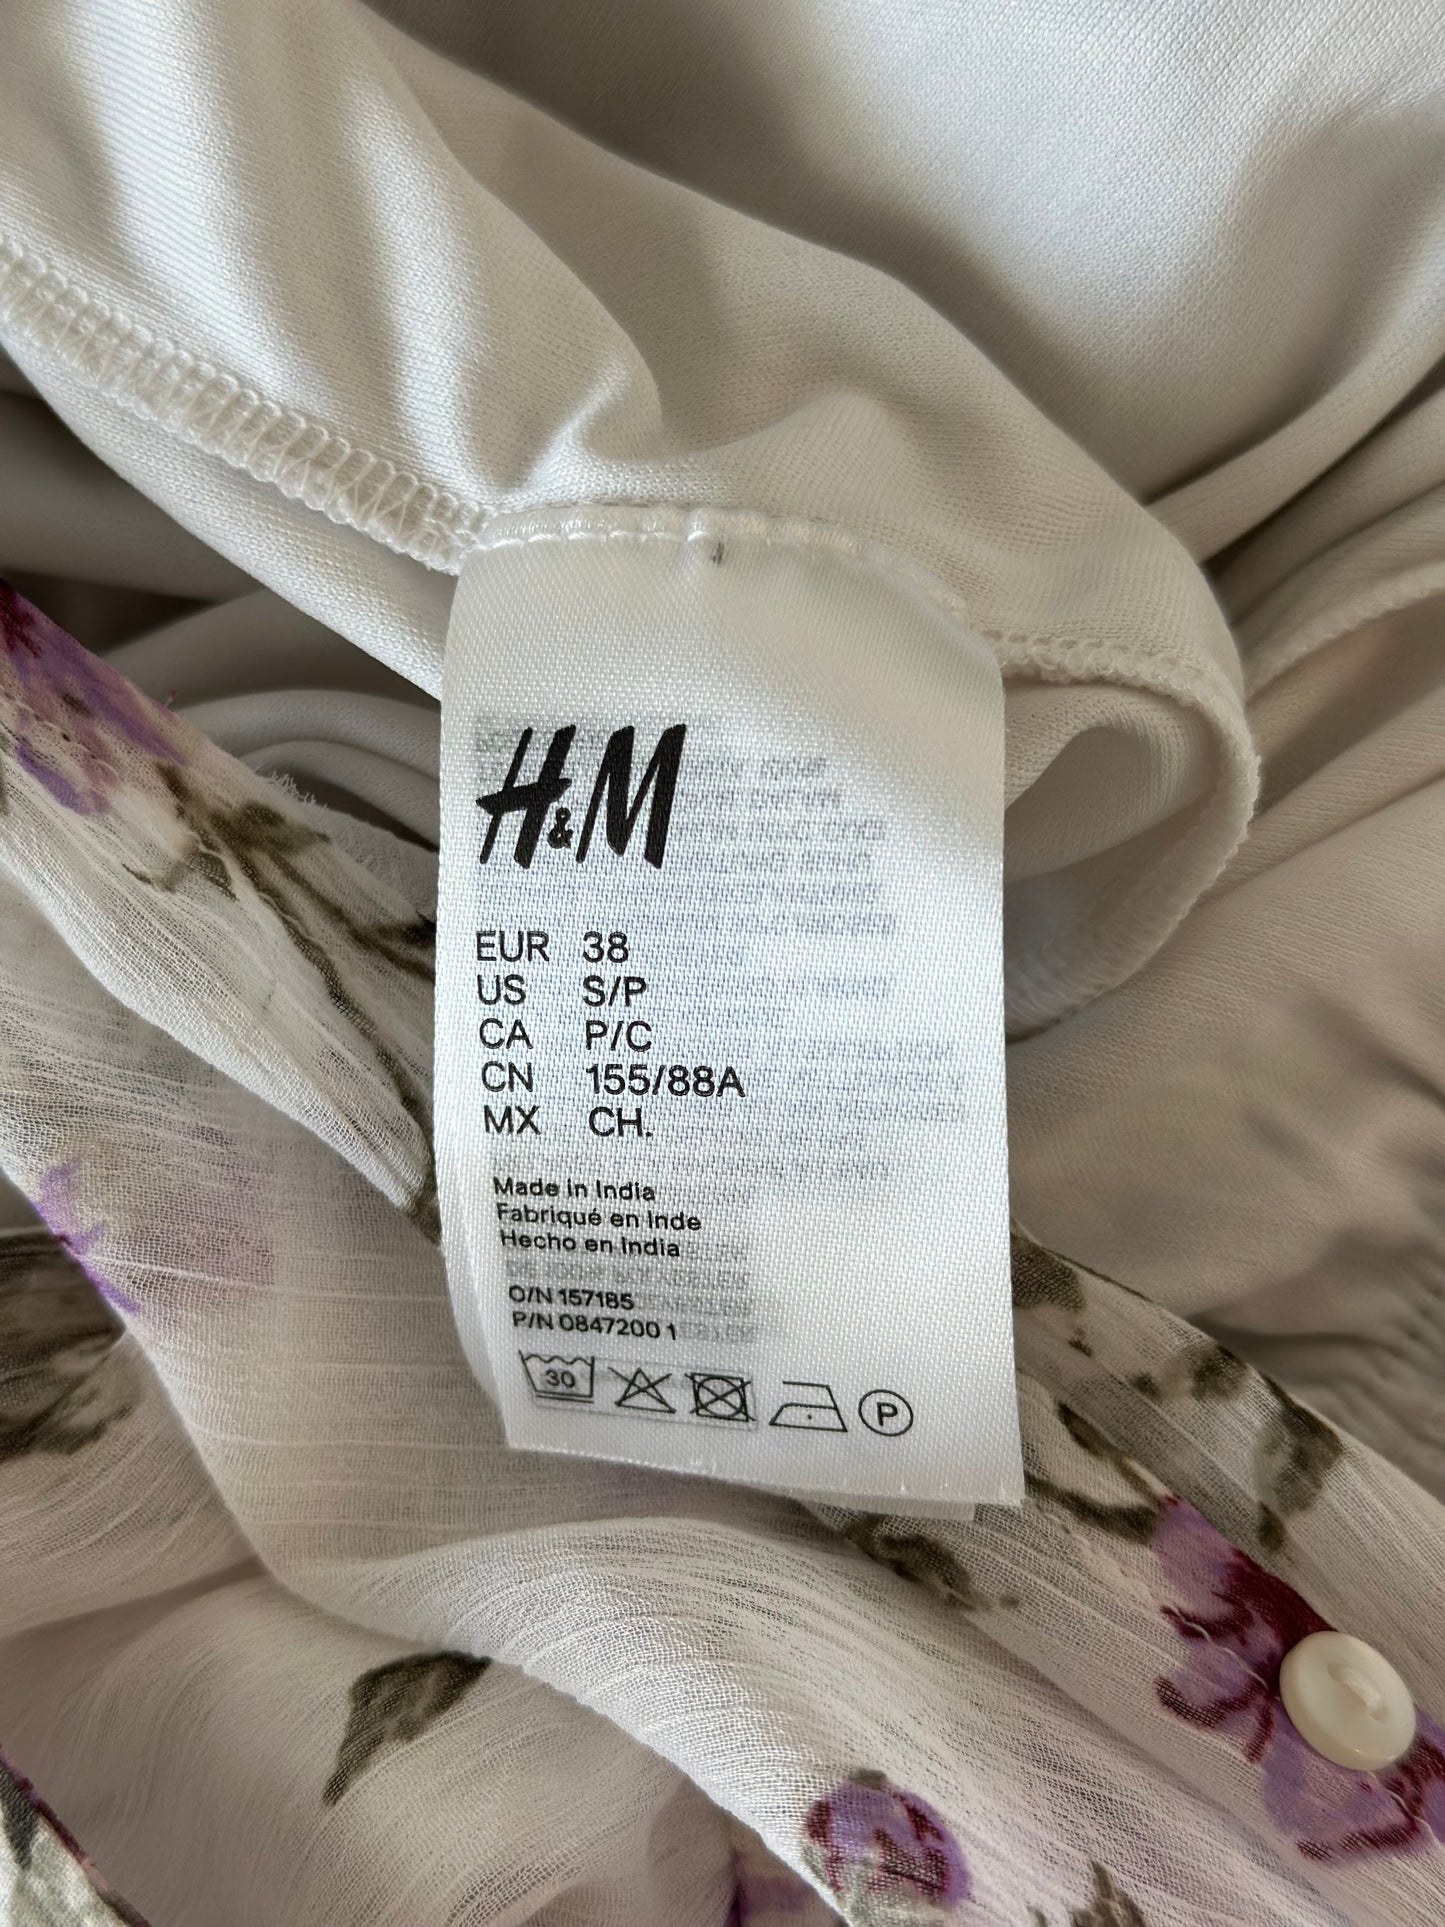 H&M
EUR 38
US S/P
CA P/C
CN 155/88A
MX CH.
Made in India
Fabriqué en Inde
Hecho en India
O/N 157185
P/N 0847200 1
30
P